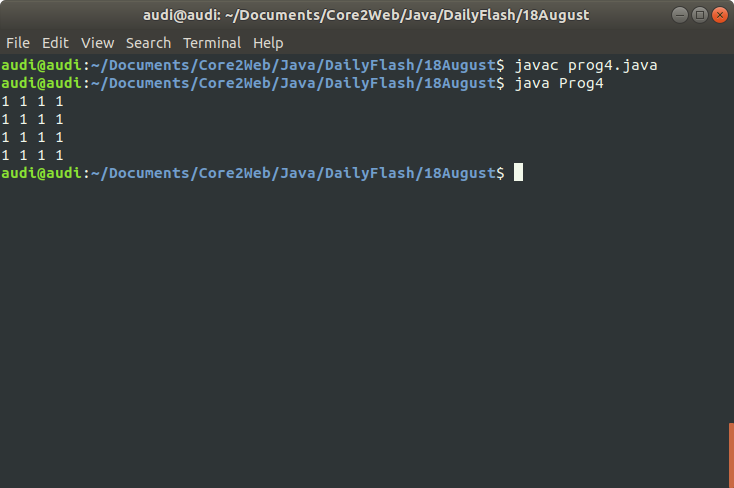 audi@audi: ~/Documents/Core2Web/Java/DailyFlash/18August
File Edit View Search Terminal Help
audi@audi:~/Documents/Core2Web/Java/DailyFlash/18August$ javac prog4.java
audi@audi:~/Documents/Core2Web/Java/DailyFlash/18August$ java Prog4
1 1 1 1
1 1 1 1
1 1 1 1
1 1 1 1
audi@audi:~/Documents/Core2Web/Java/DailyFlash/18August$